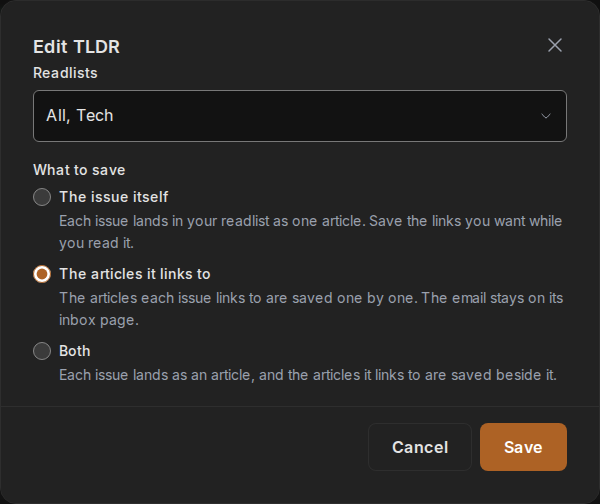 Edit TLDR
Readlists
All, Tech
What to save
The issue itself
Each issue lands in your readlist as one article. Save the links you want while
you read it.
The articles it links to
The articles each issue links to are saved one by one. The email stays on its
inbox page.
Both
Each issue lands as an article, and the articles it links to are saved beside it.
Cancel
Save